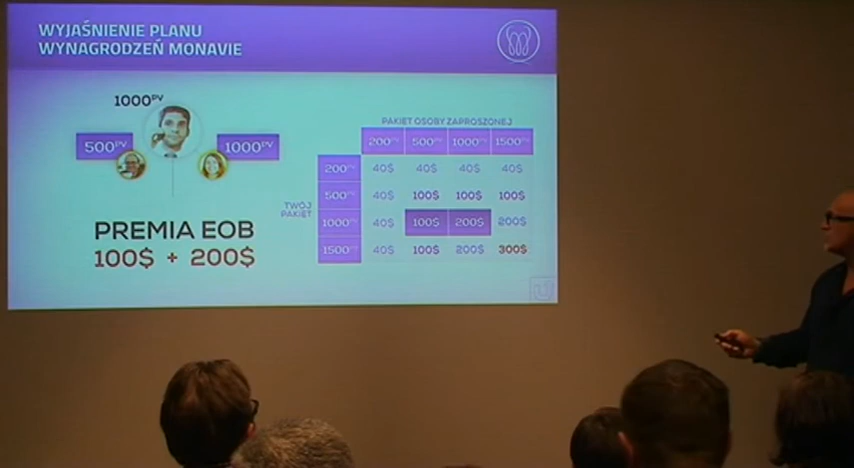 WYJAŚNIENIE PLANU
WYNAGRODZEŃ MONAVIE
1000PV
500PV
1000PV
PREMIA EOB
100$ + 200$
PAKIET OSOBY ZAPROSZONEJ
200PV 500PV 1000PV 1500PV
TWÓJ
PAKIET
200PV 40$ 40$ 40$ 40$
500PV 40$ 100$ 100$ 100$
1000PV 40$ 100$ 200$ 200$
1500PV 40$ 100$ 200$ 300$